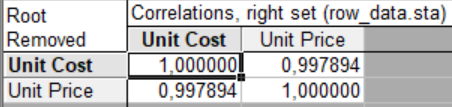 Root Correlations, right set (row_data.sta)
Removed Unit Cost Unit Price
Unit Cost 1,000000 0,997894
Unit Price 0,997894 1,000000